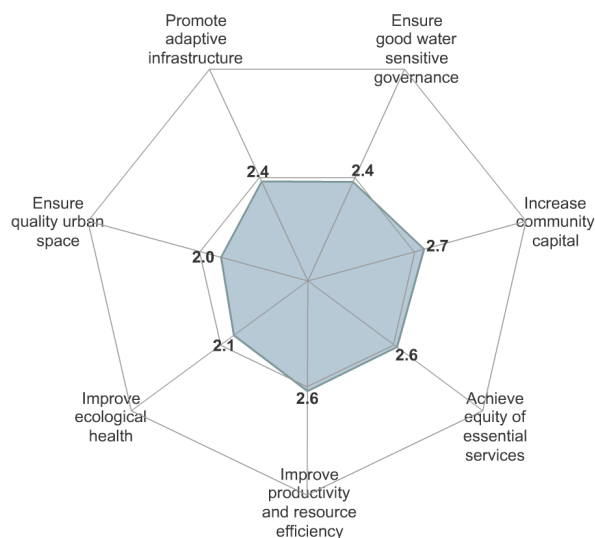 Promote
adaptive
infrastructure
Ensure
good water
sensitive
governance
2.4
2.4
Ensure
quality urban
space
Increase
community
capital
2.0
2.7
2.1
2.6
2.6
Improve
ecological
health
Achieve
equity of
essential
services
Improve
productivity
and resource
efficiency